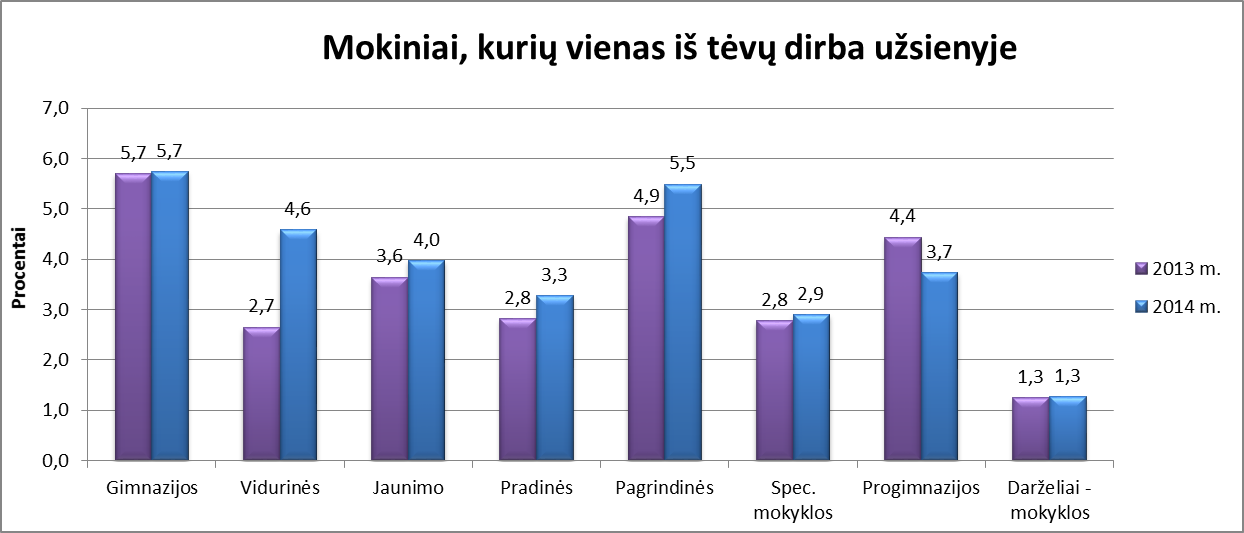 Mokiniai, kurių vienas iš tėvų dirba užsienyje
Procentai
7,0
6,0
5,0
4,0
3,0
2,0
1,0
0,0
5,7 5,7
2,7 4,6
3,6 4,0
2,8 3,3
4,9 5,5
2,8 2,9
4,4 3,7
1,3 1,3
Gimnazijos
Vidurinės
Jaunimo
Pradinės
Pagrindinės
Spec.
mokyklos
Progimnazijos
Darželiai -
mokyklos
2013 m.
2014 m.